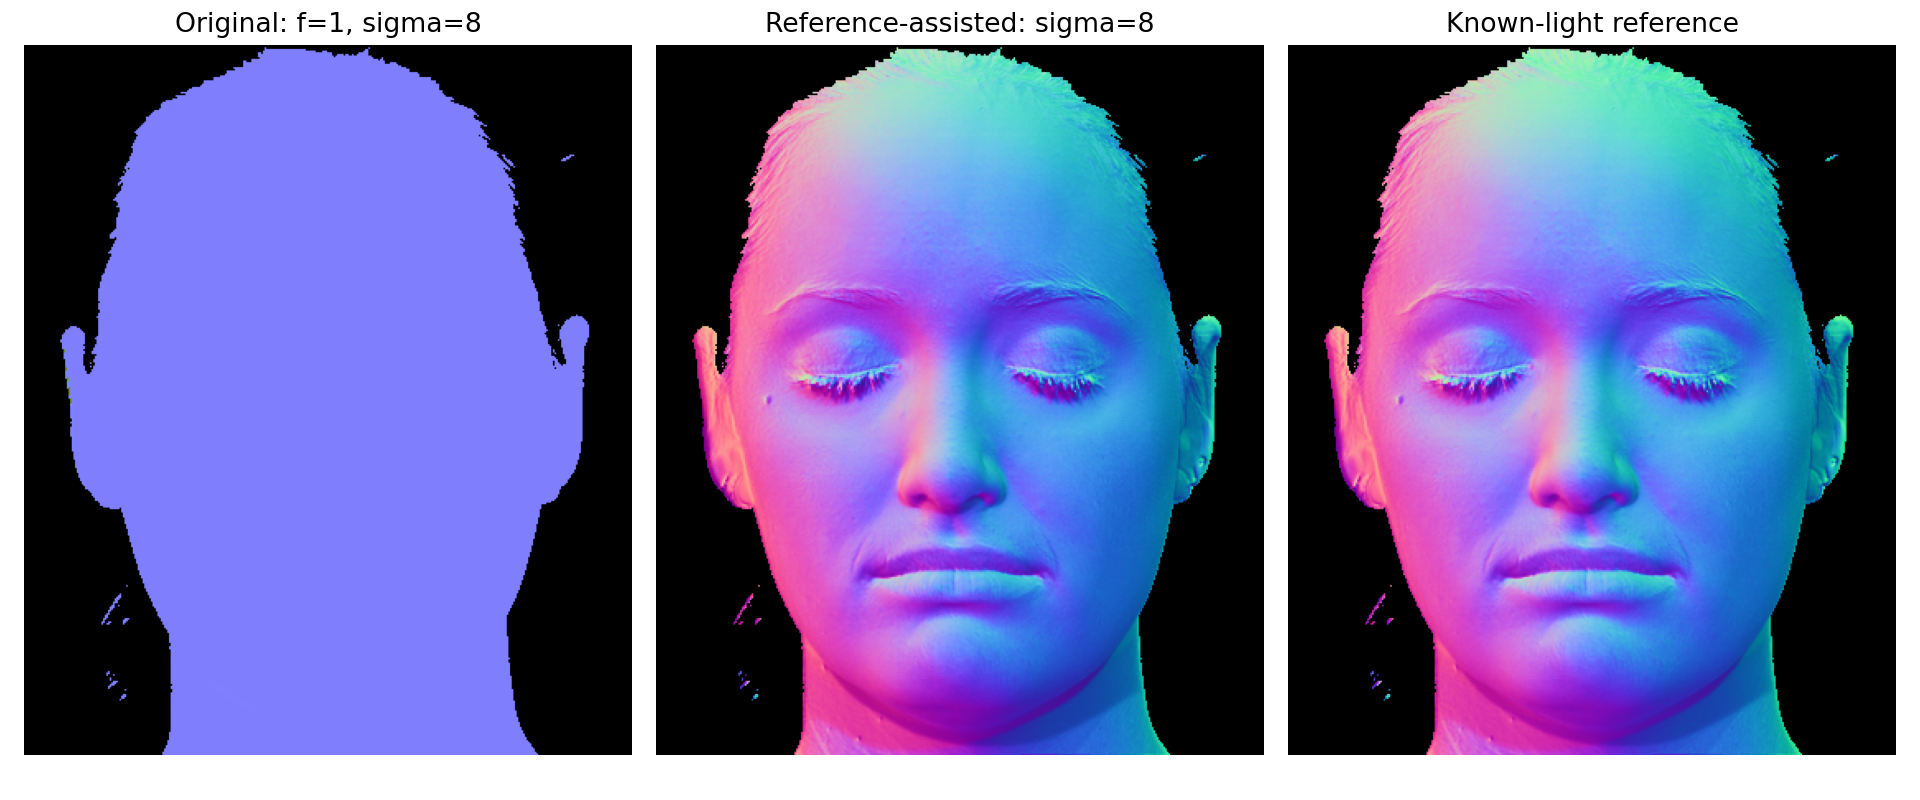 Original: f=1, sigma=8
Reference-assisted: sigma=8
Known-light reference